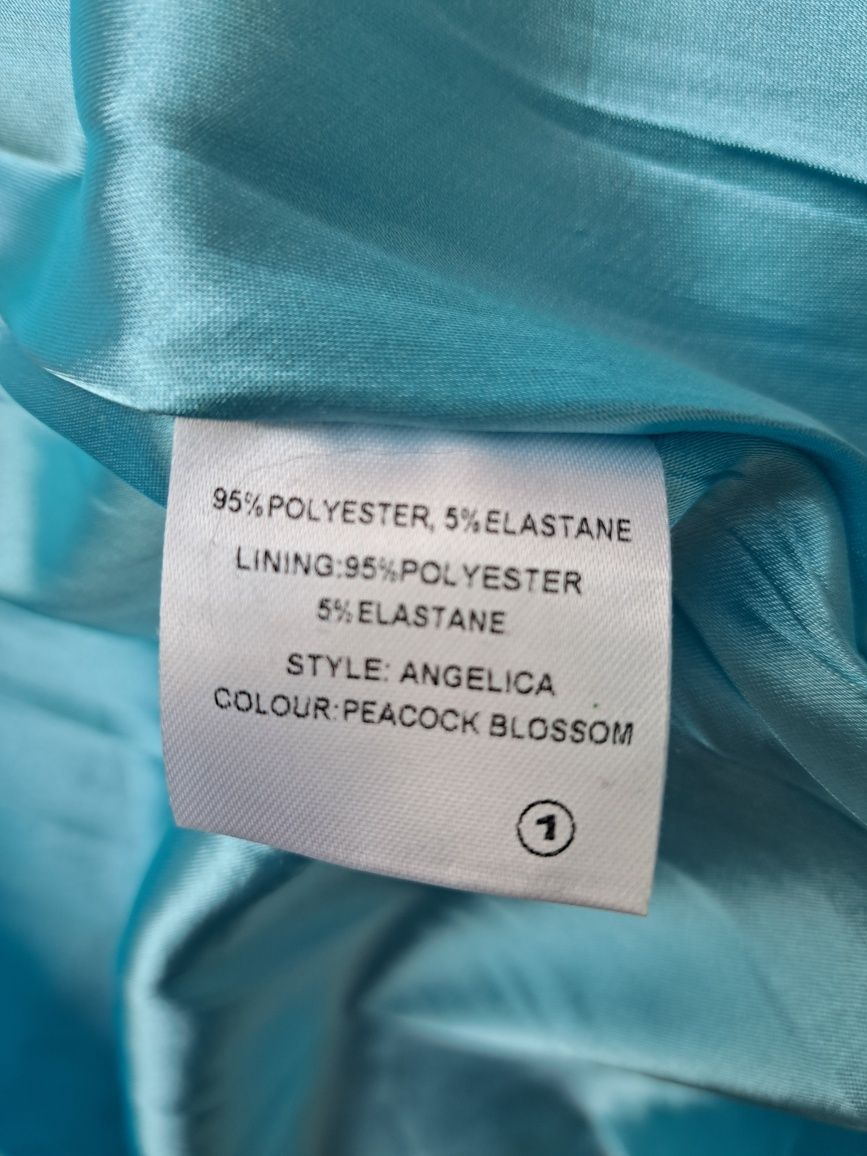 95%POLYESTER, 5%ELASTANE
LINING:95%POLYESTER
5%ELASTANE
STYLE: ANGELICA
COLOUR:PEACOCK BLOSSOM
1